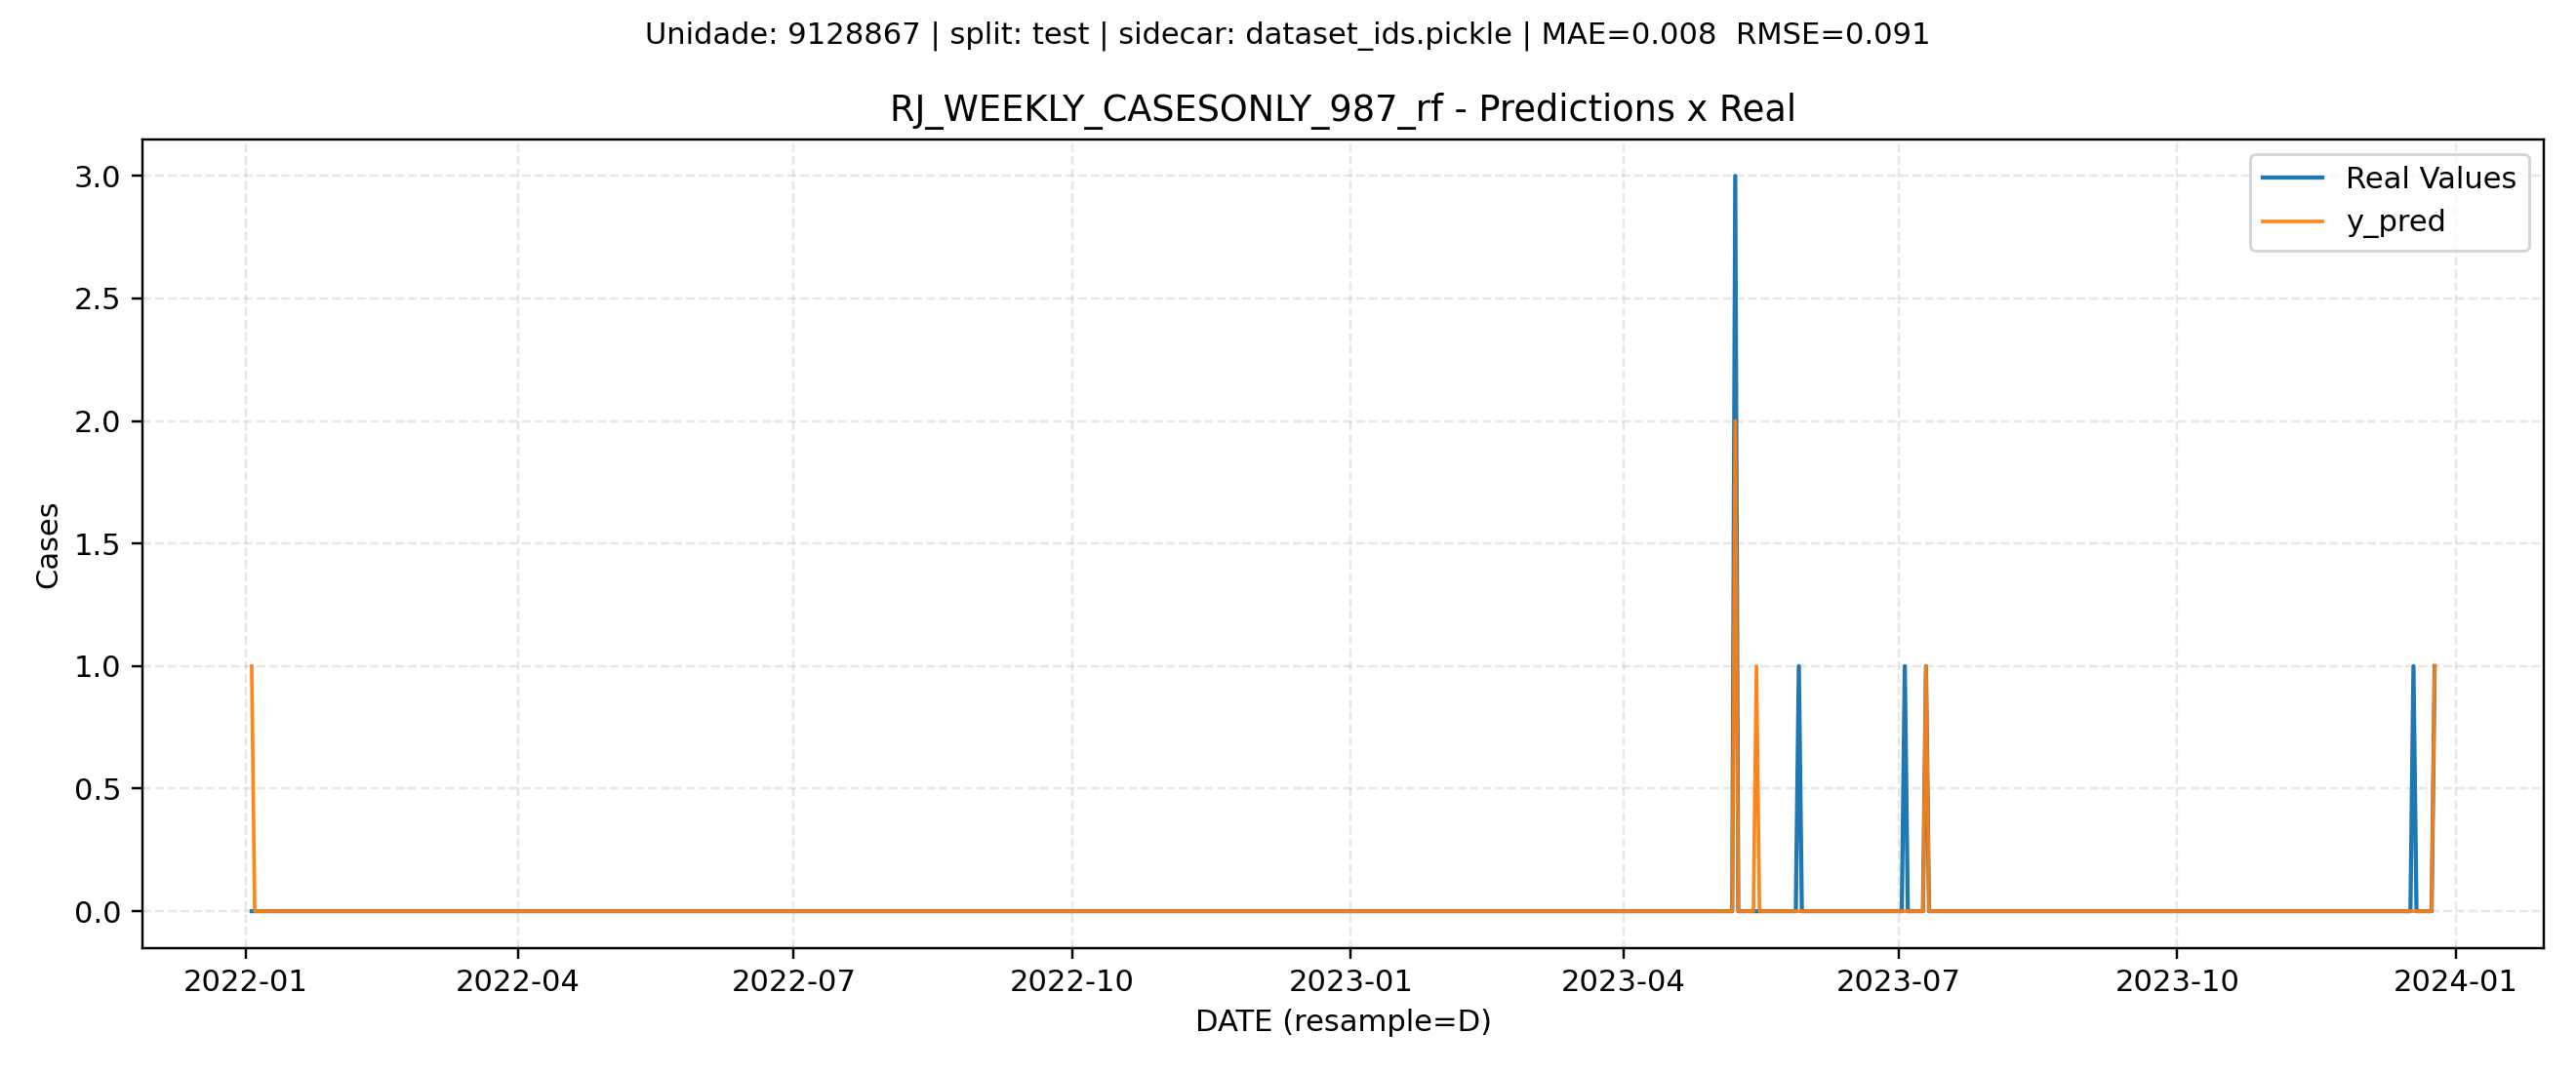 Unidade: 9128867 | split: test | sidecar: dataset_ids.pickle | MAE=0.008  RMSE=0.091
RJ_WEEKLY_CASESONLY_987_rf - Predictions x Real
Real Values
y_pred
Cases
3.0
2.5
2.0
1.5
1.0
0.5
0.0
2022-01 2022-04 2022-07 2022-10 2023-01 2023-04 2023-07 2023-10 2024-01
DATE (resample=D)